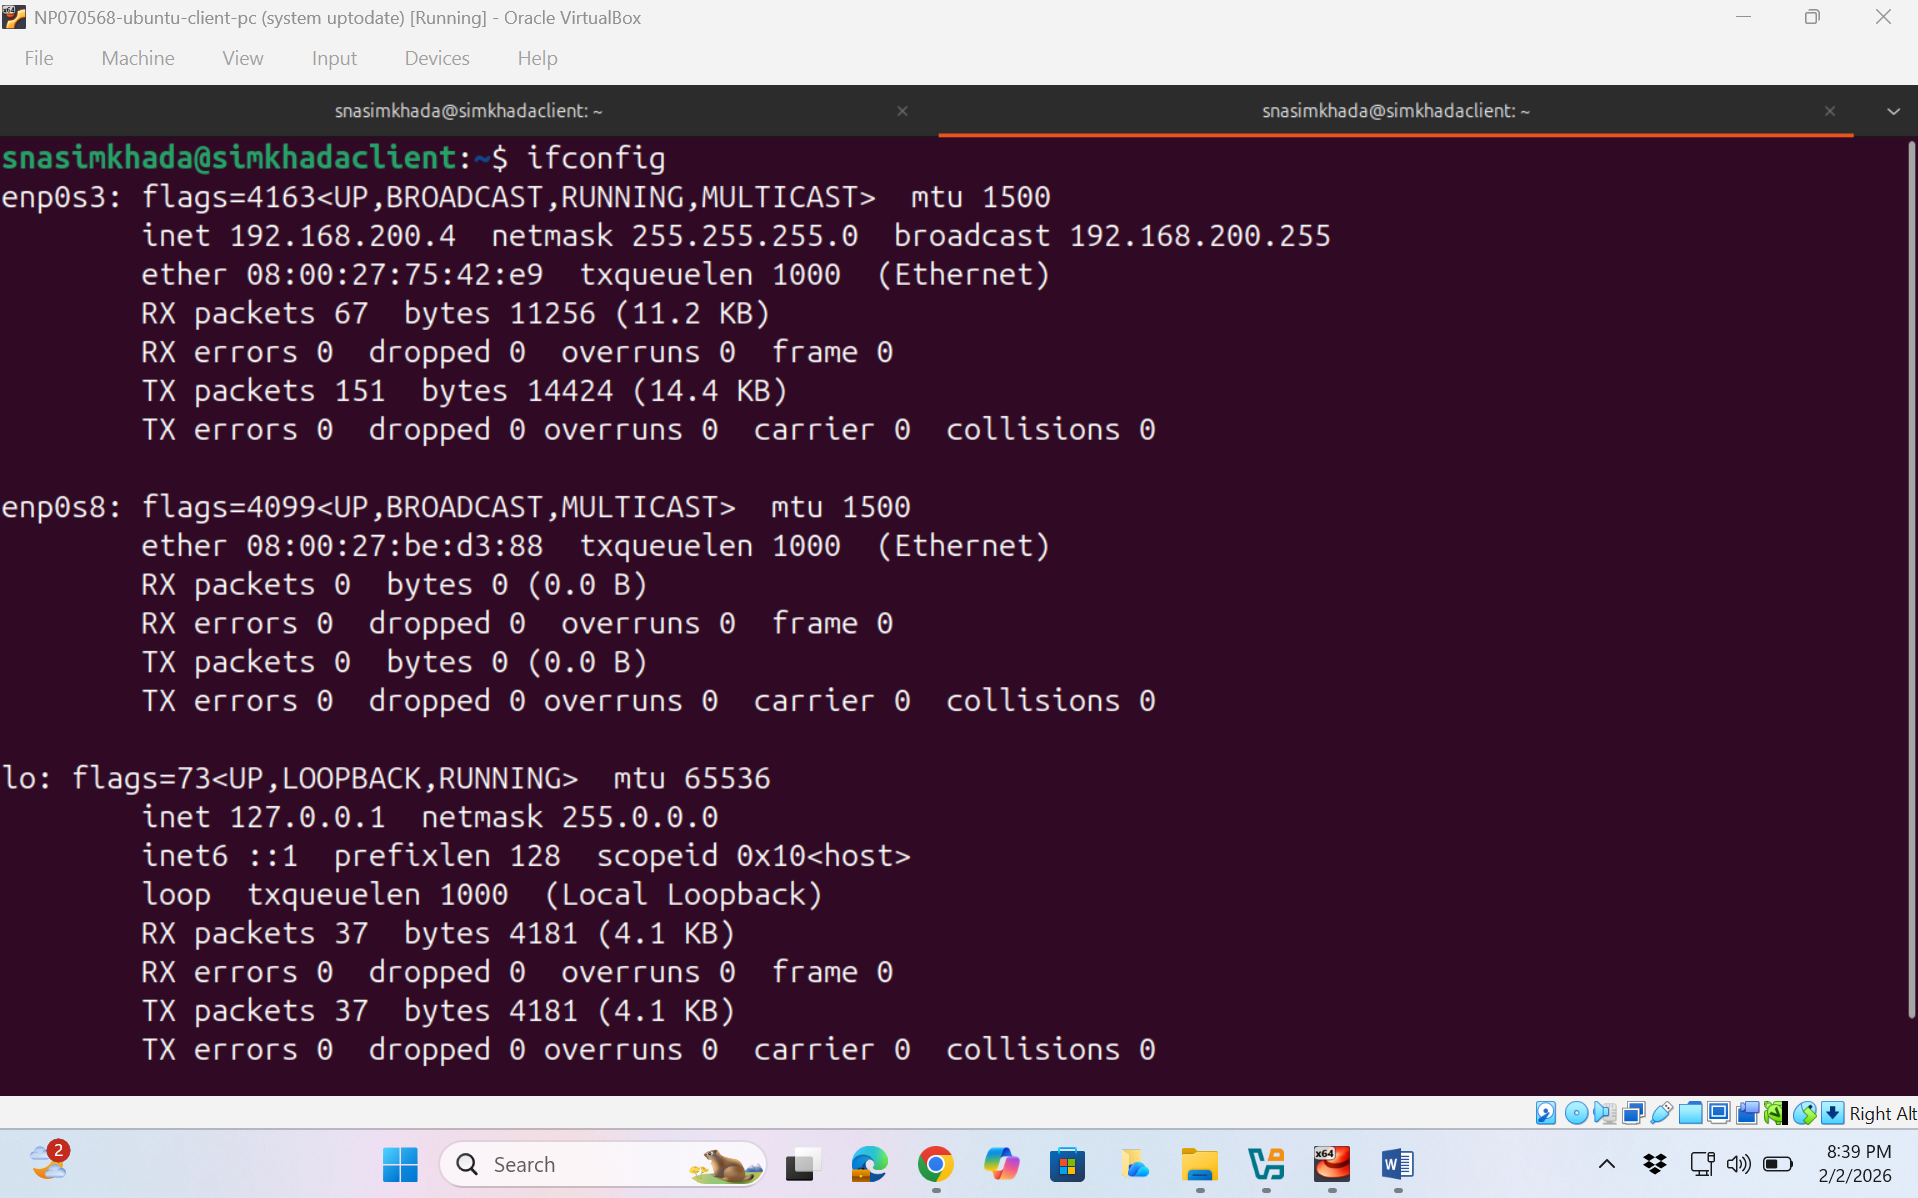 NP070568-ubuntu-client-pc (system uptodate) [Running] - Oracle VirtualBox
File Machine View Input Devices Help
snasimkhada@simkhadaclient: ~ snasimkhada@simkhadaclient: ~
snasimkhada@simkhadaclient:~$ ifconfig
enp0s3: flags=4163<UP,BROADCAST,RUNNING,MULTICAST>  mtu 1500
        inet 192.168.200.4  netmask 255.255.255.0  broadcast 192.168.200.255
        ether 08:00:27:75:42:e9  txqueuelen 1000  (Ethernet)
        RX packets 67  bytes 11256 (11.2 KB)
        RX errors 0  dropped 0  overruns 0  frame 0
        TX packets 151  bytes 14424 (14.4 KB)
        TX errors 0  dropped 0 overruns 0  carrier 0  collisions 0

enp0s8: flags=4099<UP,BROADCAST,MULTICAST>  mtu 1500
        ether 08:00:27:be:d3:88  txqueuelen 1000  (Ethernet)
        RX packets 0  bytes 0 (0.0 B)
        RX errors 0  dropped 0  overruns 0  frame 0
        TX packets 0  bytes 0 (0.0 B)
        TX errors 0  dropped 0 overruns 0  carrier 0  collisions 0

lo: flags=73<UP,LOOPBACK,RUNNING>  mtu 65536
        inet 127.0.0.1  netmask 255.0.0.0
        inet6 ::1  prefixlen 128  scopeid 0x10<host>
        loop  txqueuelen 1000  (Local Loopback)
        RX packets 37  bytes 4181 (4.1 KB)
        RX errors 0  dropped 0  overruns 0  frame 0
        TX packets 37  bytes 4181 (4.1 KB)
        TX errors 0  dropped 0 overruns 0  carrier 0  collisions 0
Right Alt
2
Search
x64
W
8:39 PM
2/2/2026